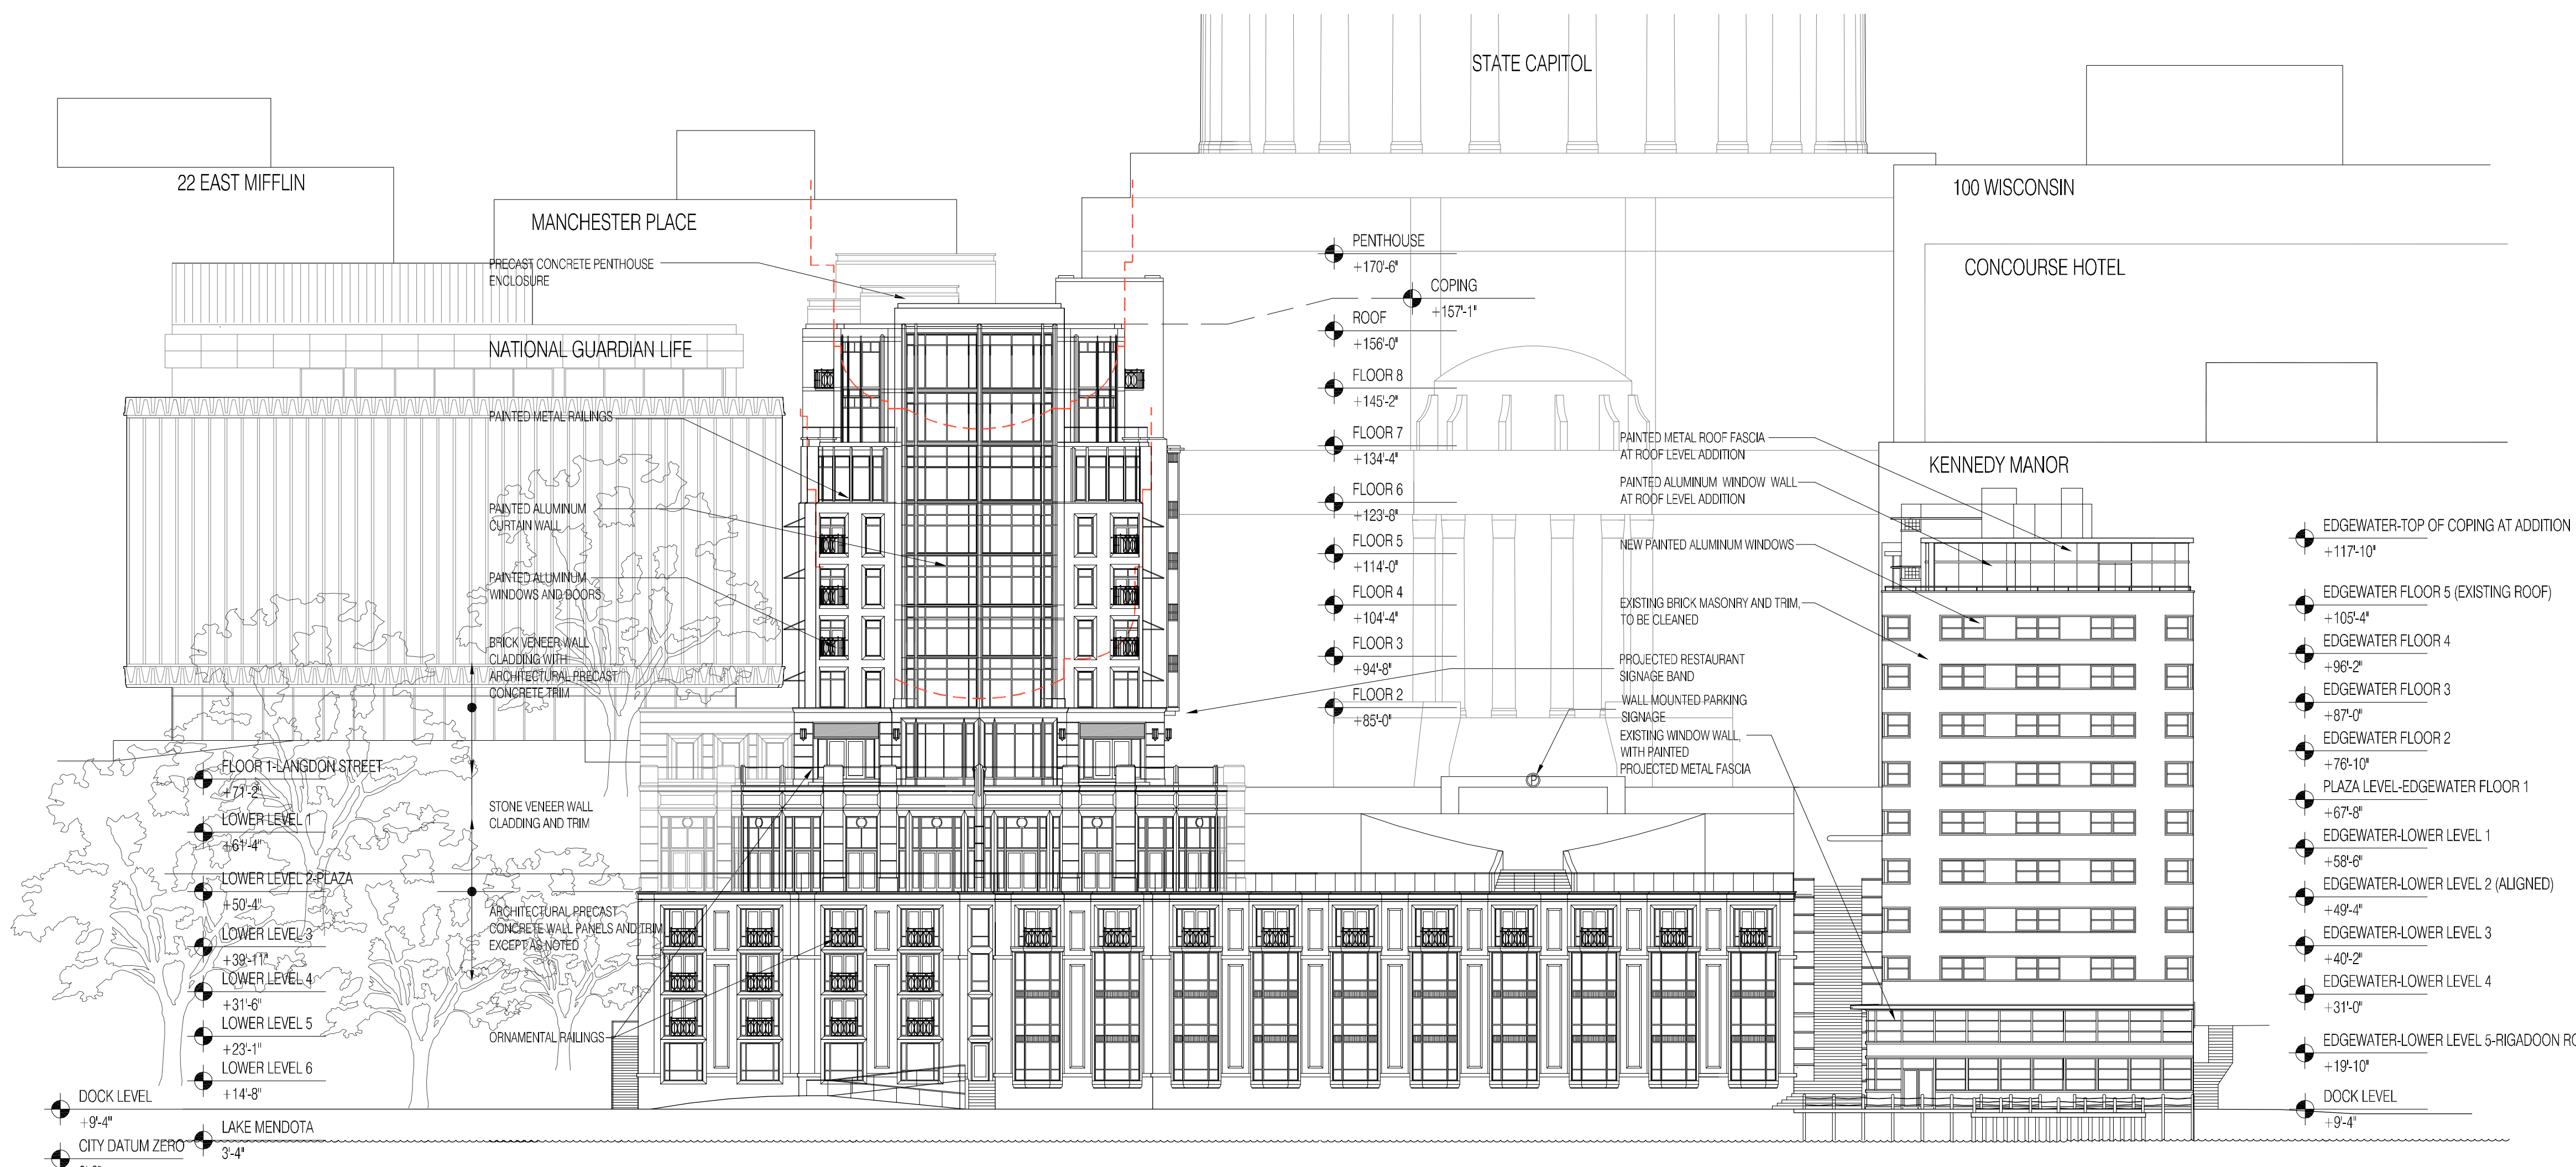 STATE CAPITOL
22 EAST MIFFLIN
MANCHESTER PLACE
100 WISCONSIN
CONCOURSE HOTEL
NATIONAL GUARDIAN LIFE
KENNEDY MANOR
PRECAST CONCRETE PENTHOUSE
ENCLOSURE
PAINTED METAL RAILINGS
PAINTED ALUMINUM
CURTAIN WALL
PAINTED ALUMINUM
WINDOWS AND DOORS
BRICK VENEER WALL
CLADDING WITH
ARCHITECTURAL PRECAST
CONCRETE TRIM
STONE VENEER WALL
CLADDING AND TRIM
ARCHITECTURAL PRECAST
CONCRETE WALL PANELS AND TRIM
EXCEPT AS NOTED
ORNAMENTAL RAILINGS
FLOOR 1-LANGDON STREET
+71'-2"
LOWER LEVEL 1
+61'-4"
LOWER LEVEL 2-PLAZA
+50'-4"
LOWER LEVEL 3
+39'-11"
LOWER LEVEL 4
+31'-6"
LOWER LEVEL 5
+23'-1"
LOWER LEVEL 6
+14'-8"
DOCK LEVEL
+9'-4"
LAKE MENDOTA
3'-4"
CITY DATUM ZERO
PENTHOUSE
+170'-6"
COPING
+157'-1"
ROOF
+156'-0"
FLOOR 8
+145'-2"
FLOOR 7
+134'-4"
FLOOR 6
+123'-8"
FLOOR 5
+114'-0"
FLOOR 4
+104'-4"
FLOOR 3
+94'-8"
FLOOR 2
+85'-0"
PAINTED METAL ROOF FASCIA
AT ROOF LEVEL ADDITION
PAINTED ALUMINUM WINDOW WALL
AT ROOF LEVEL ADDITION
NEW PAINTED ALUMINUM WINDOWS
EXISTING BRICK MASONRY AND TRIM,
TO BE CLEANED
PROJECTED RESTAURANT
SIGNAGE BAND
WALL MOUNTED PARKING
SIGNAGE
EXISTING WINDOW WALL,
WITH PAINTED
PROJECTED METAL FASCIA
P
EDGEWATER-TOP OF COPING AT ADDITION
+117'-10"
EDGEWATER FLOOR 5 (EXISTING ROOF)
+105'-4"
EDGEWATER FLOOR 4
+96'-2"
EDGEWATER FLOOR 3
+87'-0"
EDGEWATER FLOOR 2
+76'-10"
PLAZA LEVEL-EDGEWATER FLOOR 1
+67'-8"
EDGEWATER-LOWER LEVEL 1
+58'-6"
EDGEWATER-LOWER LEVEL 2 (ALIGNED)
+49'-4"
EDGEWATER-LOWER LEVEL 3
+40'-2"
EDGEWATER-LOWER LEVEL 4
+31'-0"
EDGEWATER-LOWER LEVEL 5-RIGADOON
+19'-10"
DOCK LEVEL
+9'-4"